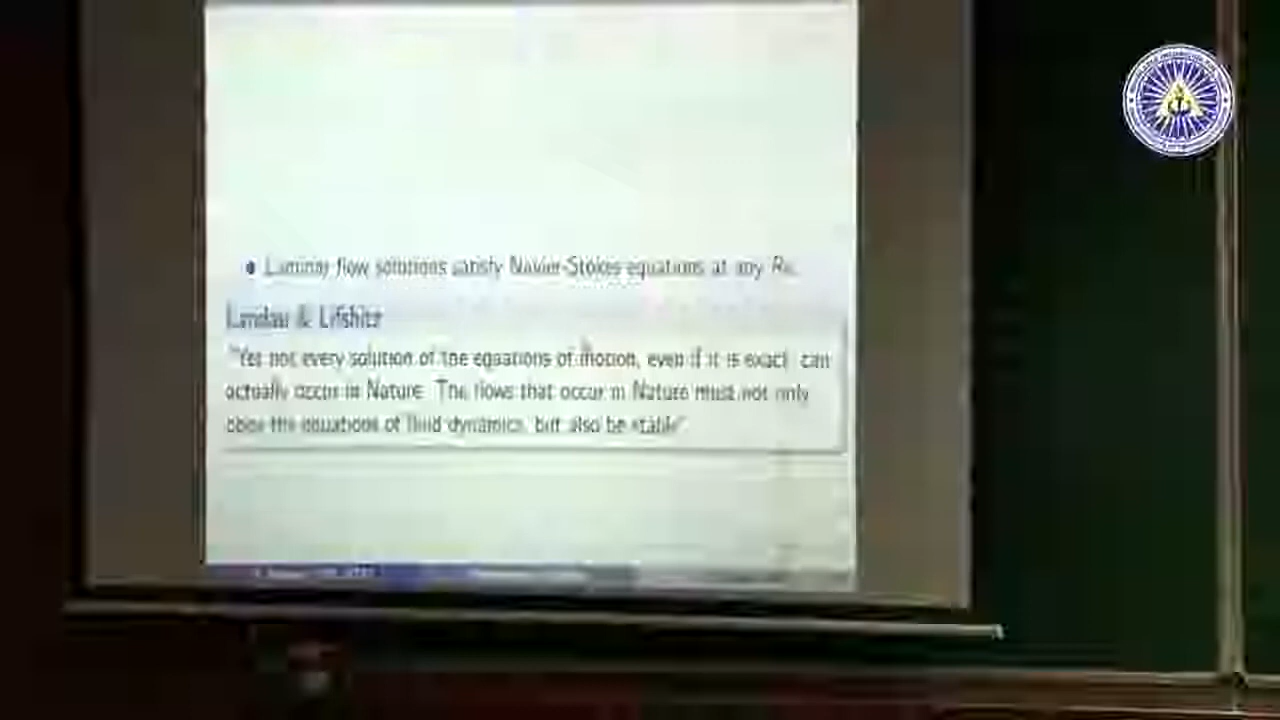 • Laminar flow solutions satisfy Navier-Stokes equations at any Re.
Landau & Lifshitz
"Yet not every solution of the equations of motion, even if it is exact, can
actually occur in Nature. The flows that occur in Nature must not only
obey the equations of fluid dynamics, but also be stable"